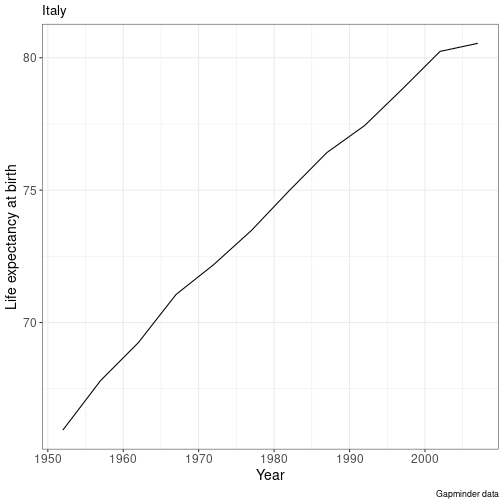 Italy
80
75
70
Life expectancy at birth
1950 1960 1970 1980 1990 2000
Year
Gapminder data